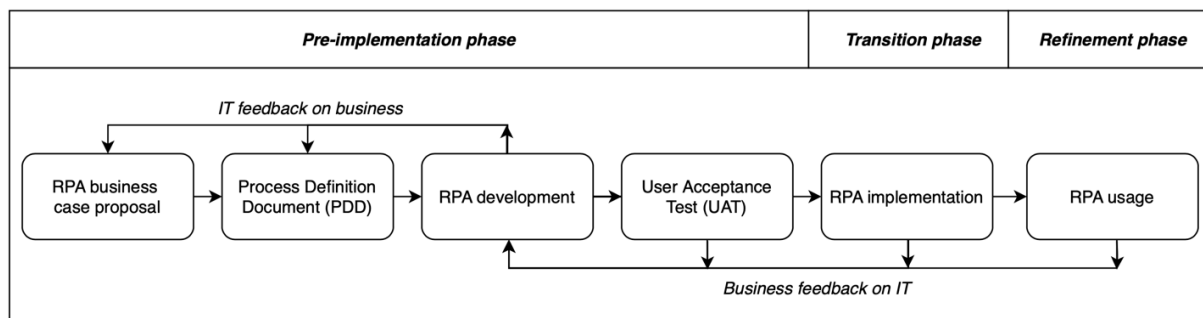 Pre-implementation phase
Transition phase
Refinement phase
IT feedback on business
RPA business
case proposal
Process Definition
Document (PDD)
RPA development
User Acceptance
Test (UAT)
RPA implementation
RPA usage
Business feedback on IT